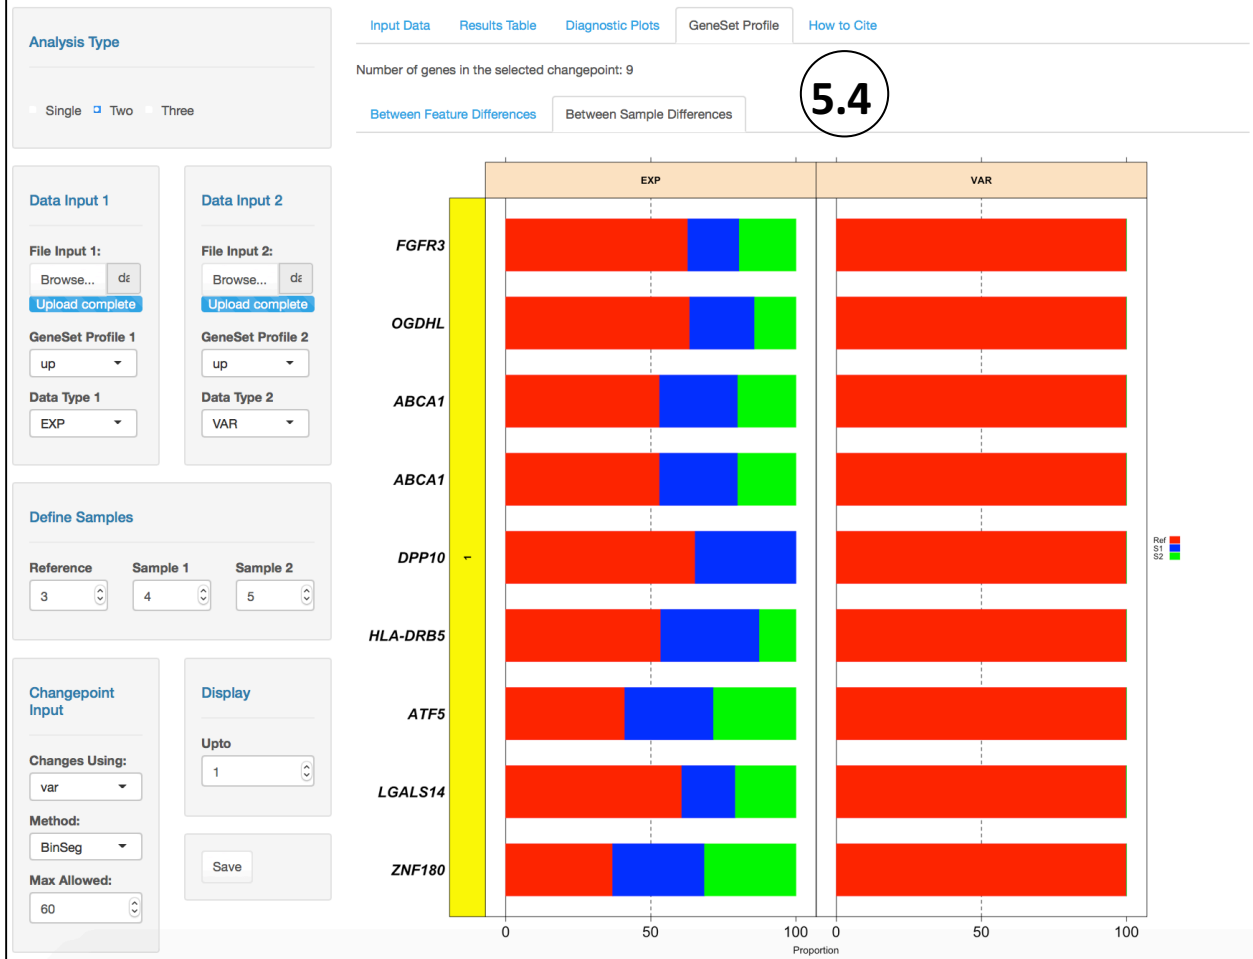 Analysis Type
Single Two Three
Data Input 1
File Input 1:
Browse...
Upload complete
GeneSet Profile 1
up
Data Type 1
EXP
Data Input 2
File Input 2:
Browse...
Upload complete
GeneSet Profile 2
up
Data Type 2
VAR
Define Samples
Reference Sample 1 Sample 2
3 4 5
Changepoint
Input
Changes Using:
var
Method:
BinSeg
Max Allowed:
60
Display
Upto
1
Save
Input Data Results Table Diagnostic Plots GeneSet Profile How to Cite
Number of genes in the selected changepoint: 9
5.4
Between Feature Differences Between Sample Differences
EXP VAR
1
FGFR3
OGDHL
ABCA1
ABCA1
DPP10
HLA-DRB5
ATF5
LGALS14
ZNF180
0 50 100 0 50 100
Proportion
Ref
S1
S2